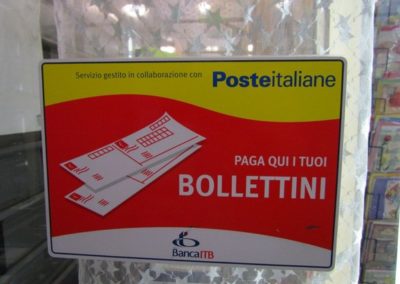 Servizio gestito in collaborazione con Posteitaliane
PAGA QUI I TUOI
BOLLETTINI
BancaITB